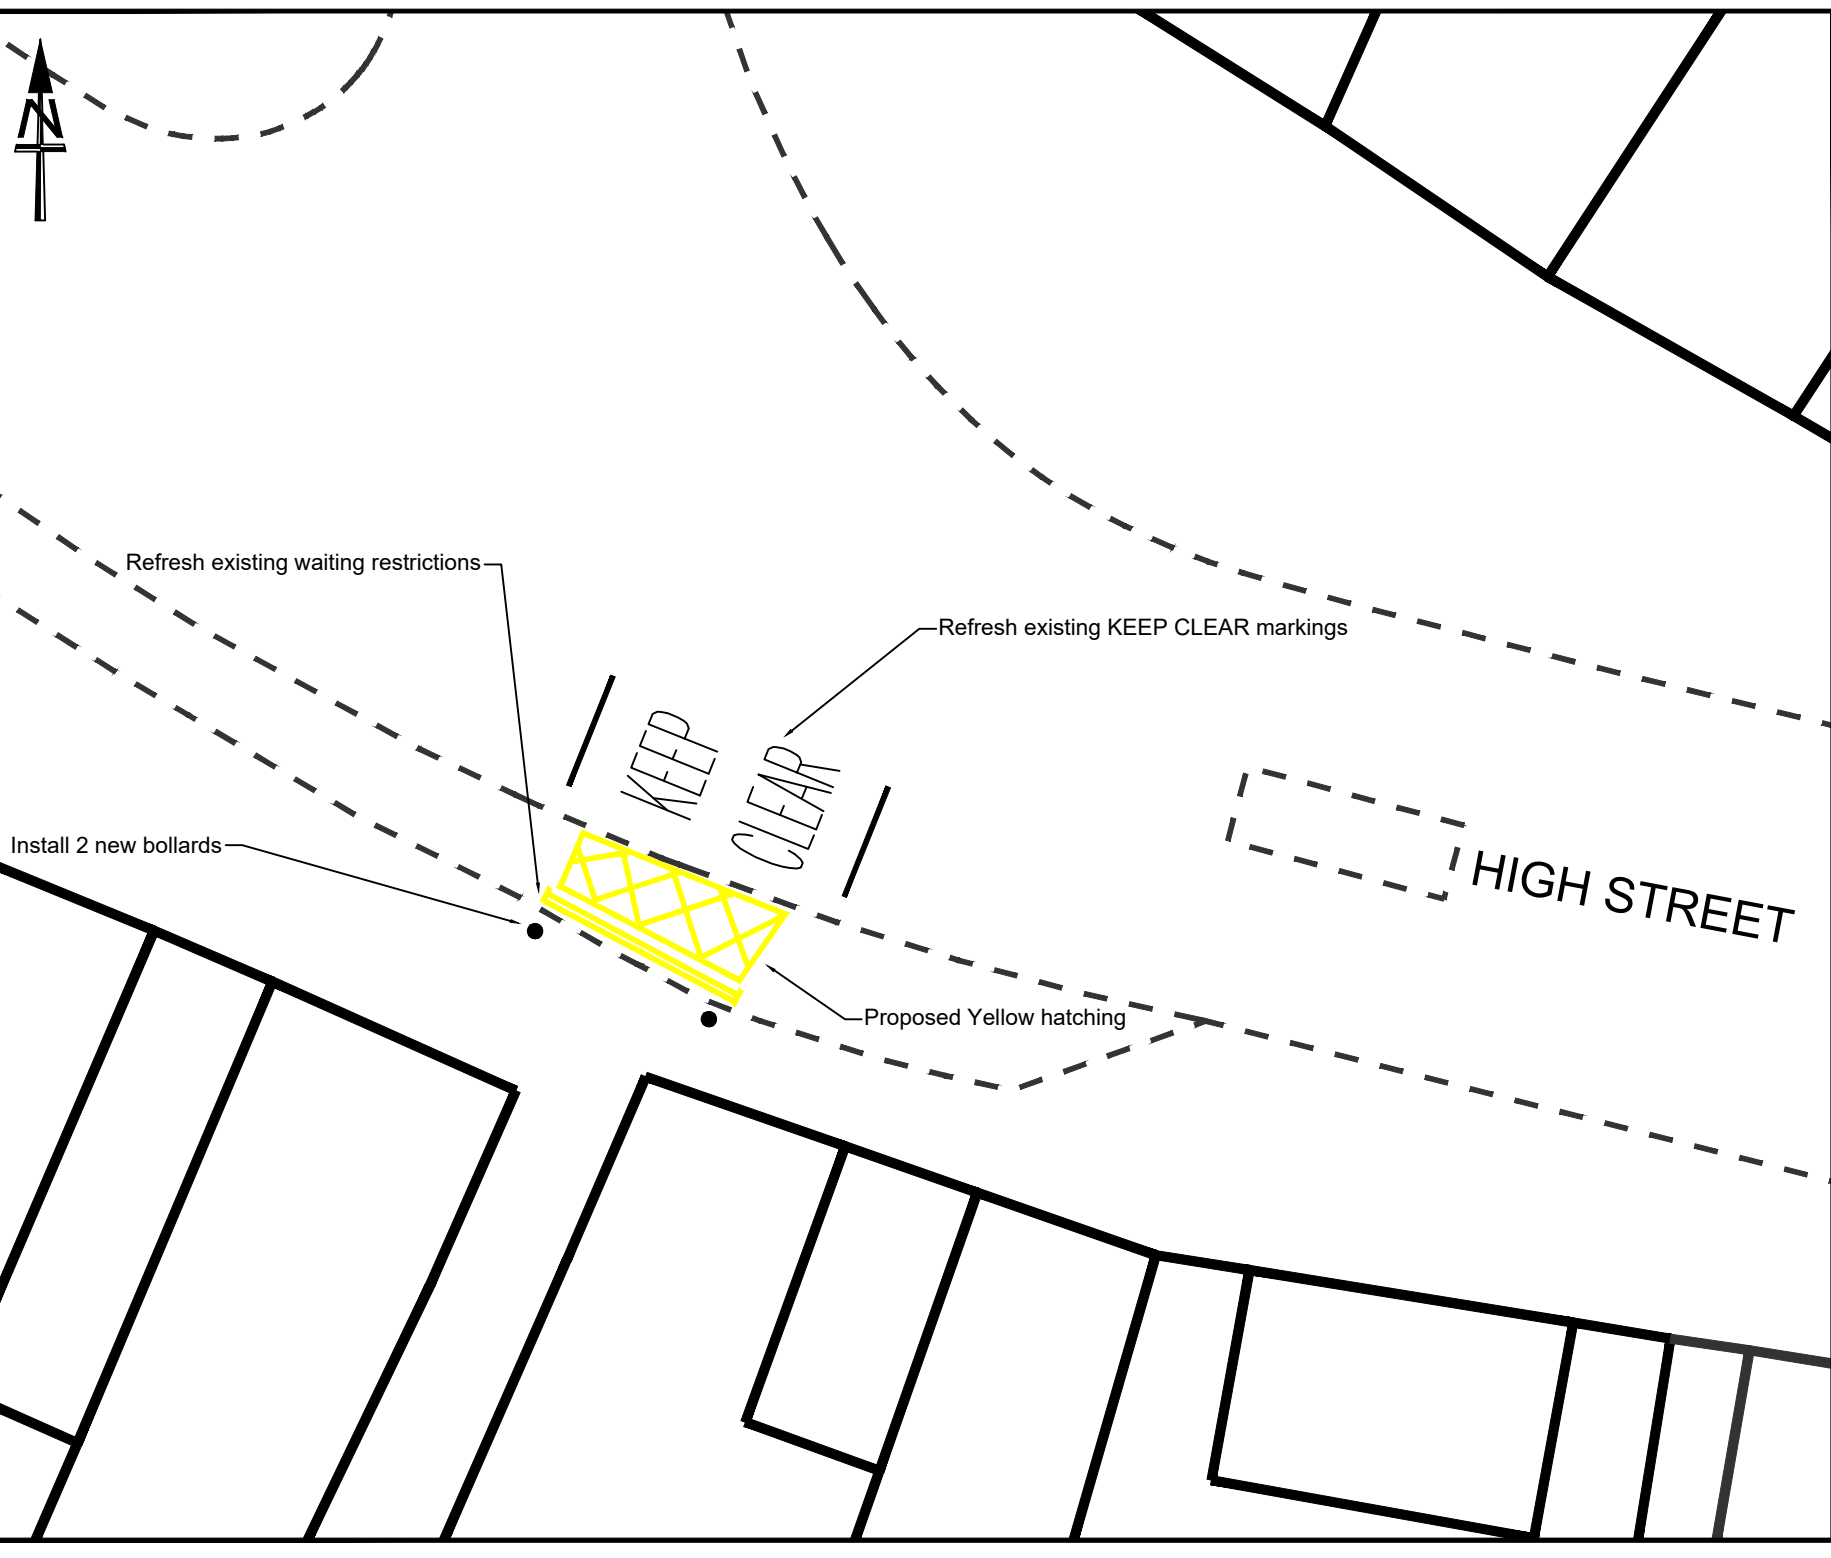 N
Refresh existing waiting restrictions
Refresh existing KEEP CLEAR markings
KEEP
CLEAR
Install 2 new bollards
HIGH STREET
Proposed Yellow hatching